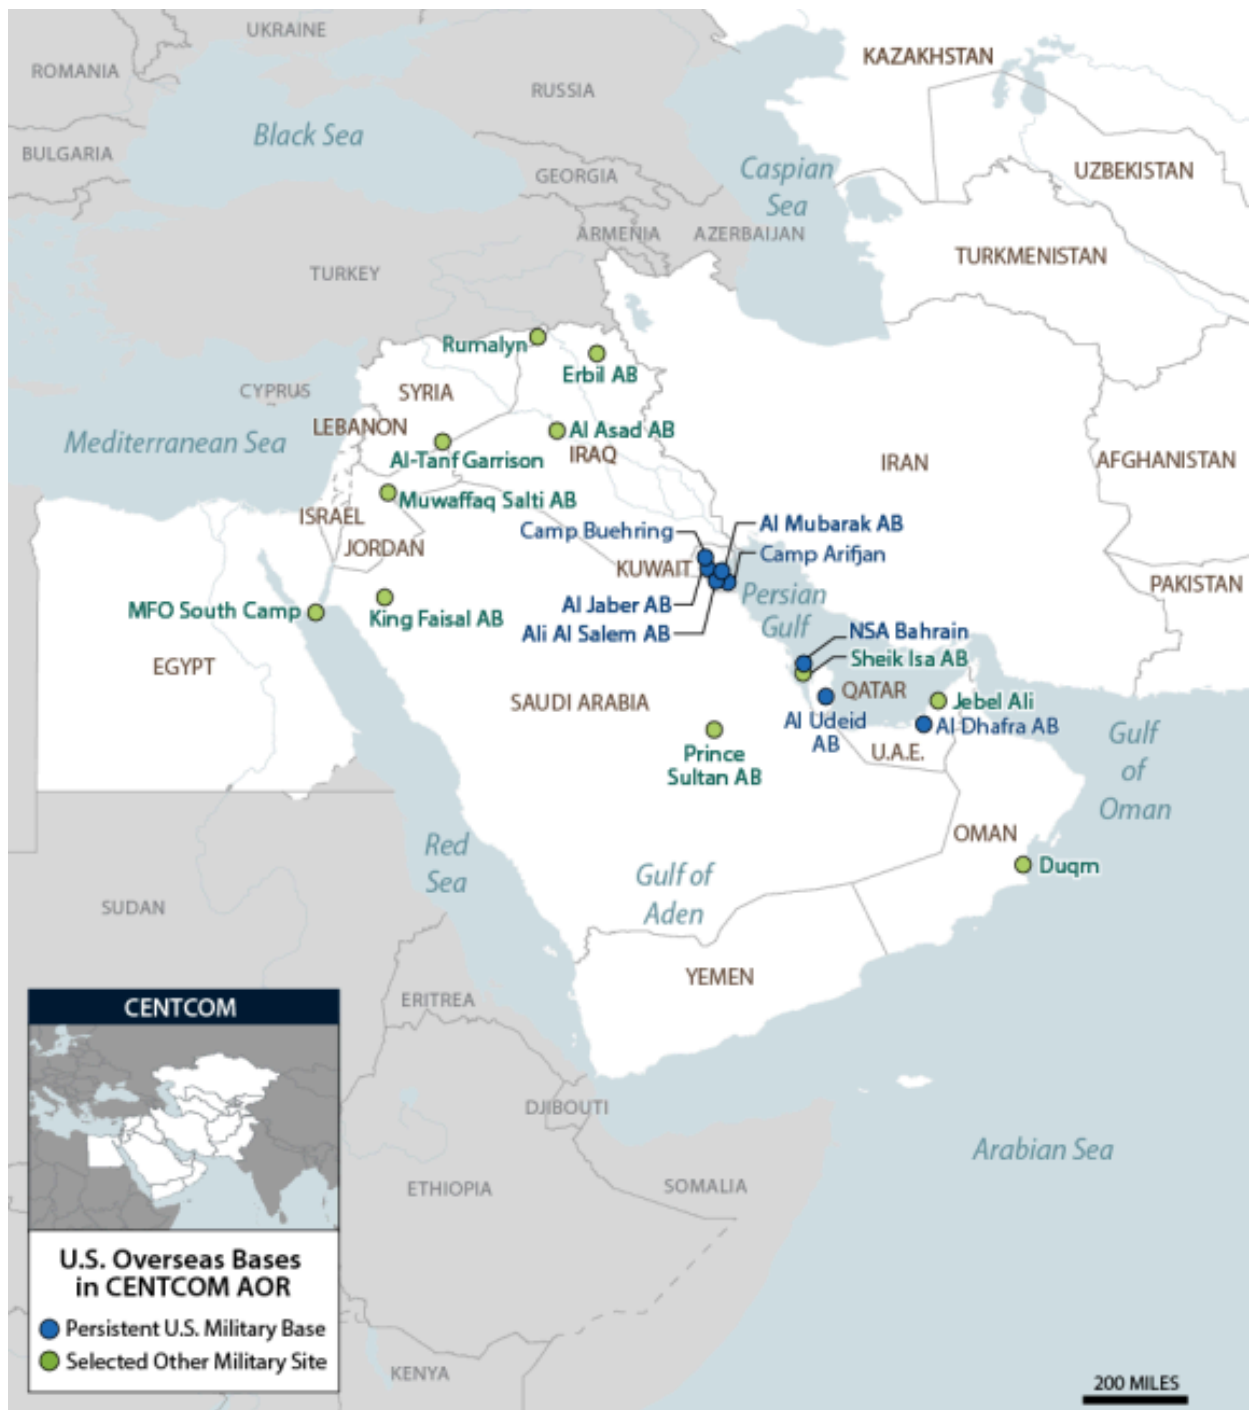 UKRAINE
KAZAKHSTAN
ROMANIA
RUSSIA
Black Sea
BULGARIA
Caspian
Sea
UZBEKISTAN
GEORGIA
ARMENIA
AZERBAIJAN
TURKMENISTAN
TURKEY
Rumalyn
Erbil AB
CYPRUS
SYRIA
LEBANON
Mediterranean Sea
Al Asad AB
IRAQ
Al-Tanf Garrison
IRAN
AFGHANISTAN
Muwaffaq Salti AB
ISRAEL
JORDAN
Camp Buehring
Al Mubarak AB
KUWAIT
Camp Arifjan
PAKISTAN
MFO South Camp
King Faisal AB
Al Jaber AB
Ali Al Salem AB
Persian
Gulf
NSA Bahrain
Sheik Isa AB
EGYPT
SAUDI ARABIA
QATAR
Jebel Ali
Al Udeid
AB
Al Dhafra AB
U.A.E.
Gulf
of
Oman
Prince
Sultan AB
OMAN
Duqm
Red
Sea
Gulf of
Aden
SUDAN
YEMEN
ERITREA
DJIBOUTI
ETHIOPIA
SOMALIA
Arabian Sea
KENYA
CENTCOM
U.S. Overseas Bases
in CENTCOM AOR
Persistent U.S. Military Base
Selected Other Military Site
200 MILES